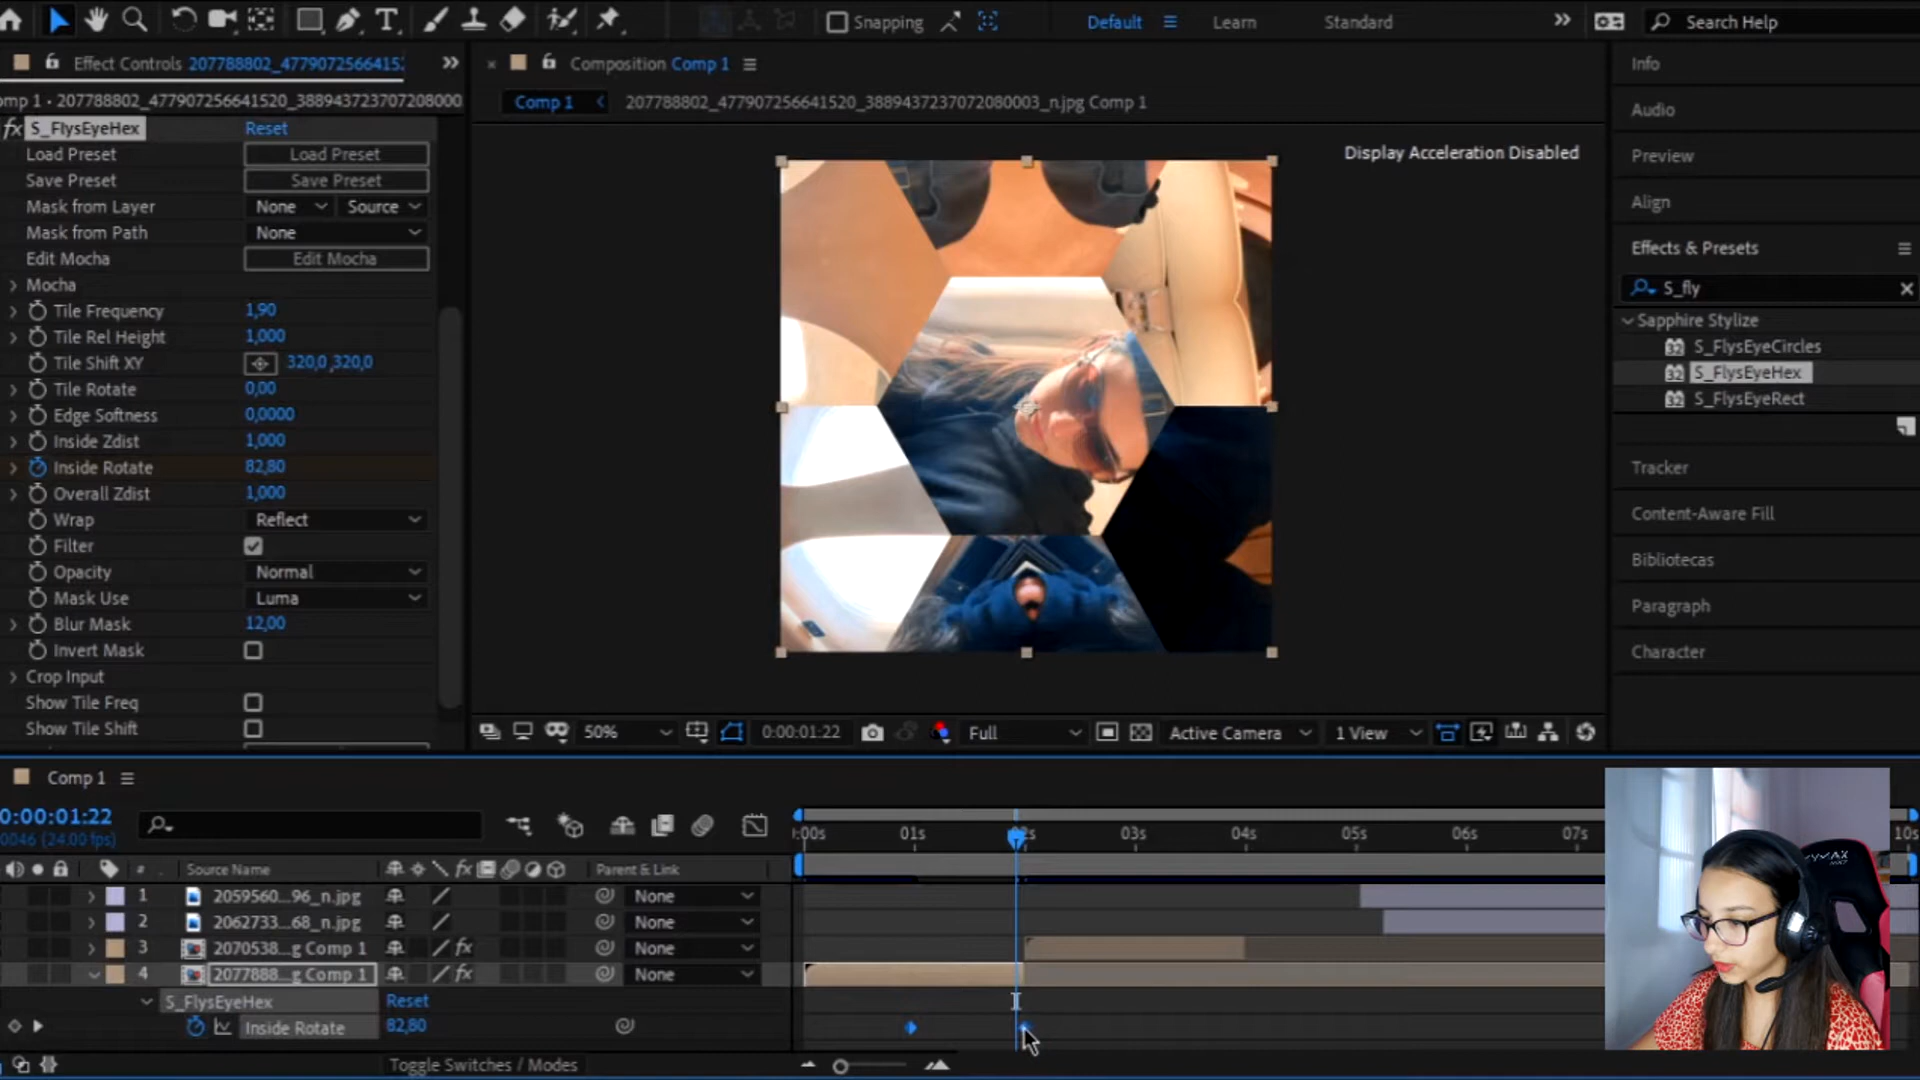 Snapping
Default
Learn
Standard
Search Help
Effect Controls 207788802_47790725664152
Composition Comp 1
Info
omp 1 • 207788802_477907256641520_3889437237072080003
Comp 1
207788802_477907256641520_3889437237072080003_n.jpg Comp 1
Audio
fx S_FlysEyeHex Reset
Load Preset Load Preset
Save Preset Save Preset
Mask from Layer None Source
Mask from Path None
Edit Mocha Edit Mocha
Mocha
Tile Frequency 1,90
Tile Rel Height 1,000
Tile Shift XY 320,0 ,320,0
Tile Rotate 0,00
Edge Softness 0,0000
Inside Zdist 1,000
Inside Rotate 82,80
Overall Zdist 1,000
Wrap Reflect
Filter
Opacity Normal
Mask Use Luma
Blur Mask 12,00
Invert Mask
Crop Input
Show Tile Freq
Show Tile Shift
Display Acceleration Disabled
Preview
Align
Effects & Presets
S_fly
Sapphire Stylize
32 S_FlysEyeCircles
32 S_FlysEyeHex
32 S_FlysEyeRect
Tracker
Content-Aware Fill
Bibliotecas
Paragraph
Character
50% 0:00:01:22 Full Active Camera 1 View
Comp 1
0:00:01:22
0046 (24.00 fps)
:00s 01s 02s 03s 04s 05s 06s 07s 10s
# Source Name fx Parent & Link
1 2059560...96_n.jpg None
2 2062733...68_n.jpg None
3 2070538...g Comp 1 fx None
4 2077888...g Comp 1 fx None
S_FlysEyeHex Reset
Inside Rotate 82,80
Toggle Switches / Modes